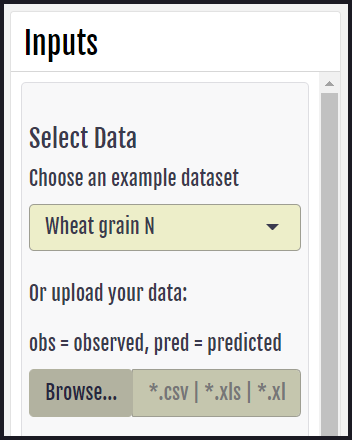 Inputs
Select Data
Choose an example dataset
Wheat grain N
Or upload your data:
obs = observed, pred = predicted
Browse... *.csv | *.xls | *.xl